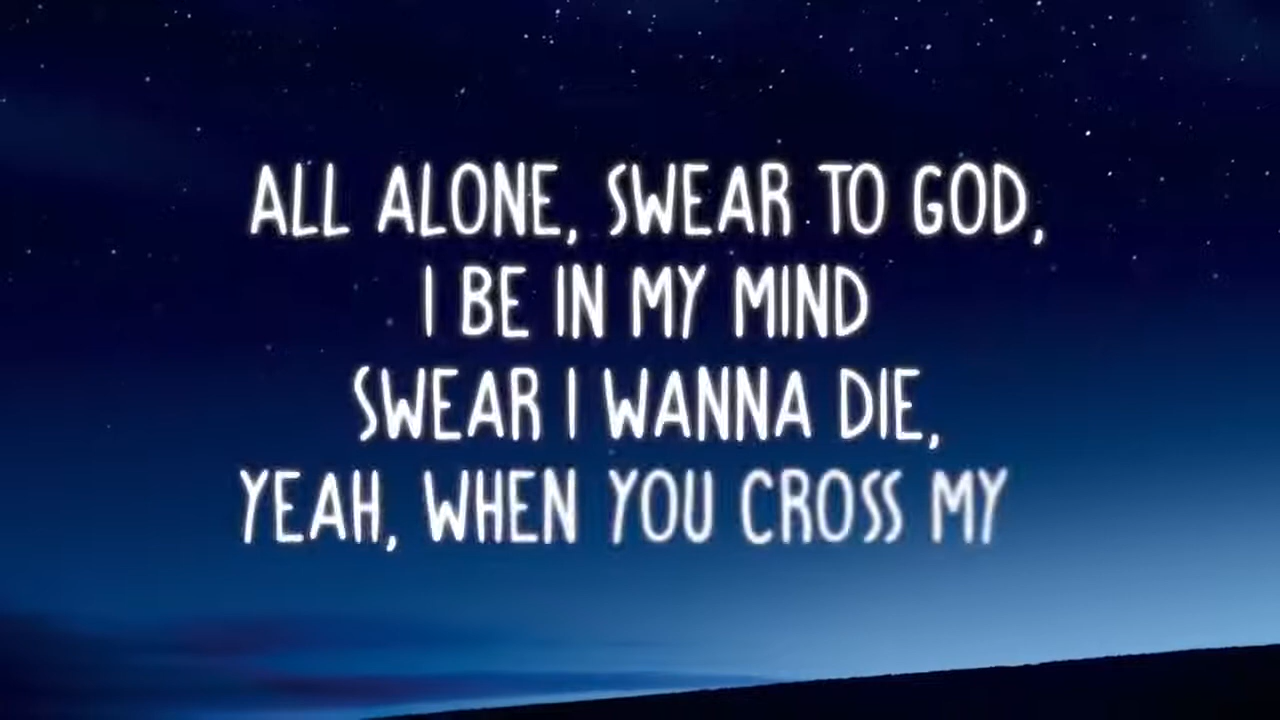 ALL ALONE, SWEAR TO GOD,
I BE IN MY MIND
SWEAR I WANNA DIE,
YEAH, WHEN YOU CROSS MY